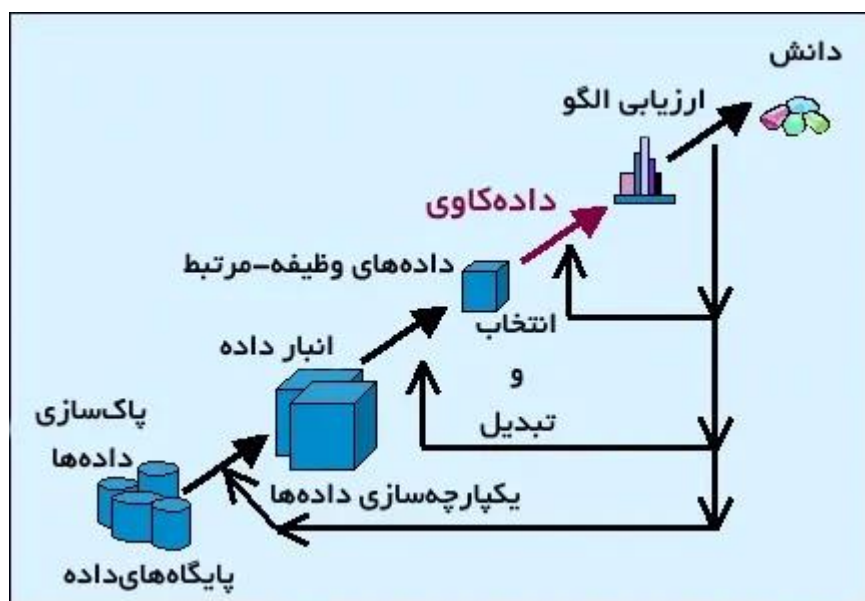 دانش
ارزیابی الگو
داده‌کاوی
داده‌های وظیفه-مرتبط
انتخاب
و
تبدیل
انبار داده
پاک‌سازی
داده‌ها
یکپارچه‌سازی داده‌ها
پایگاه‌های‌داده